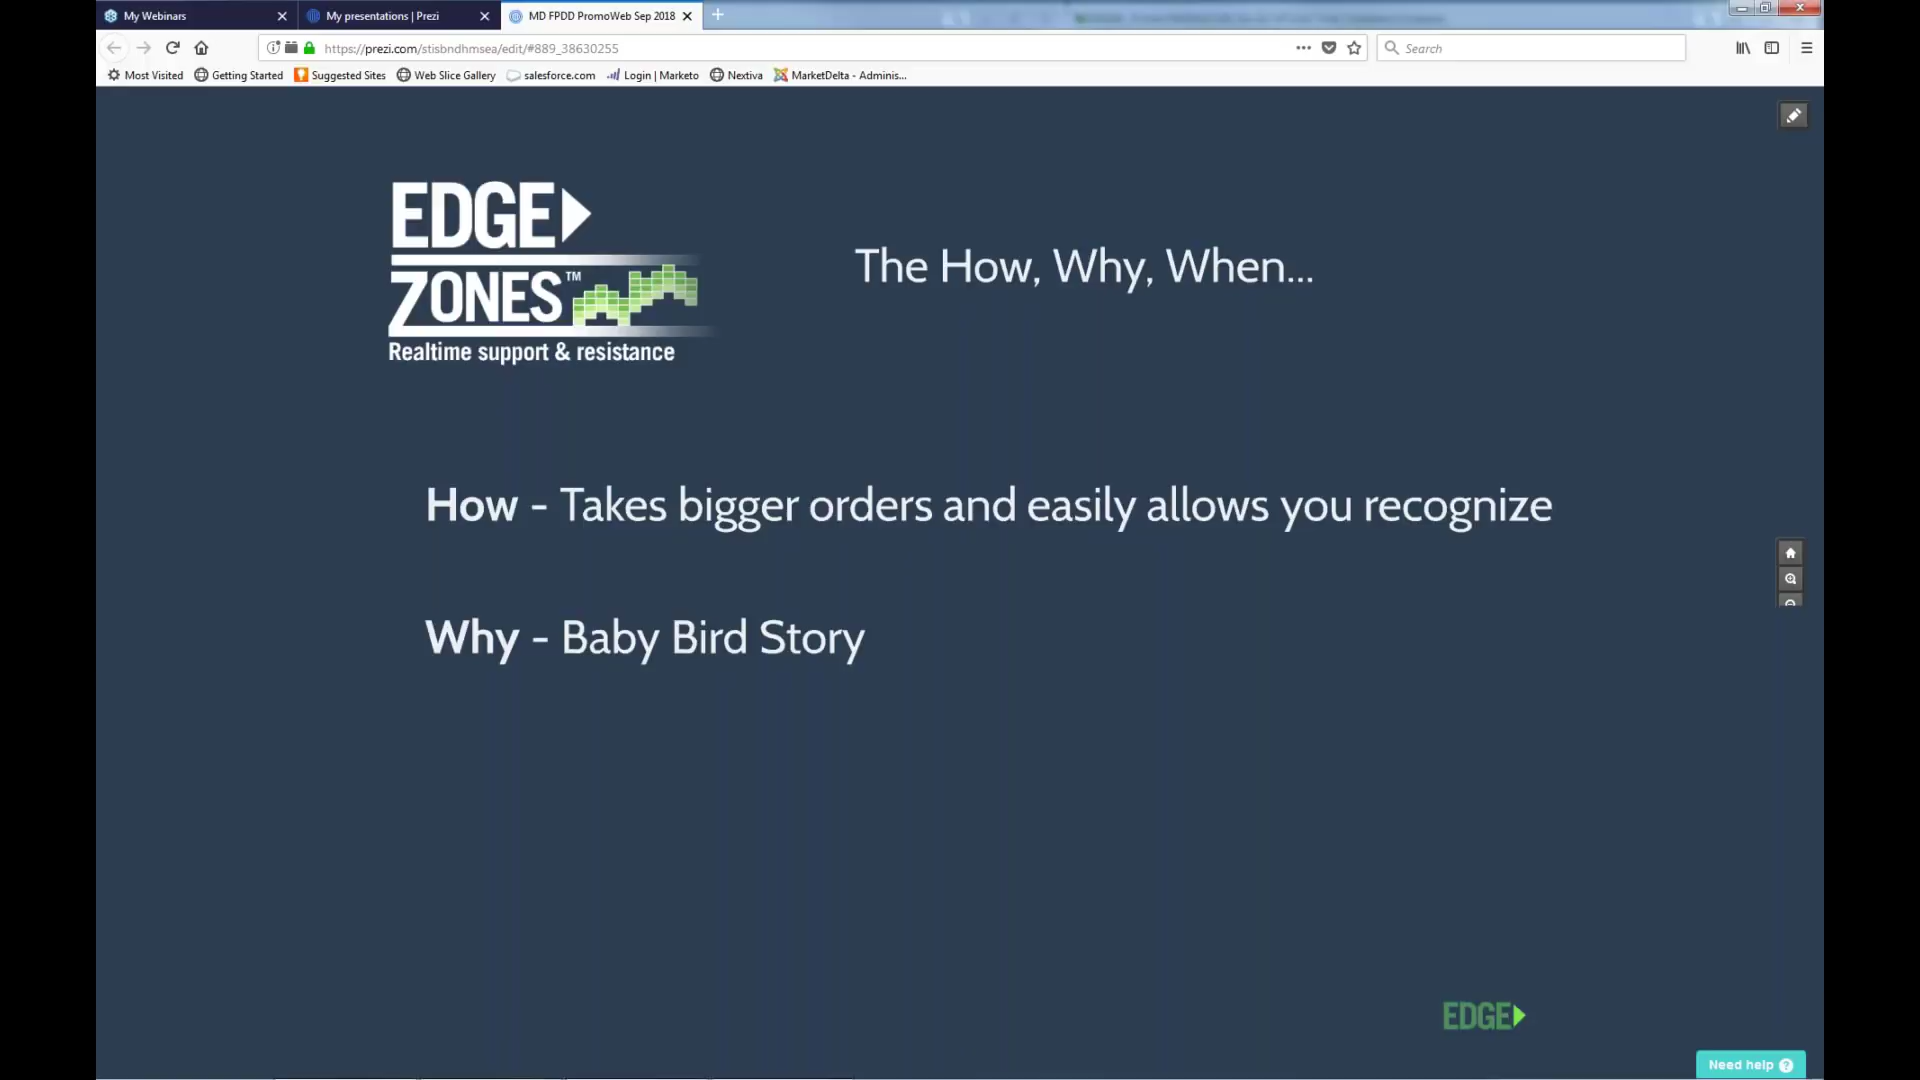 My Webinars
My presentations | Prezi
MD FPDD PromoWeb Sep 2018
https://prezi.com/stisbndhmsea/edit/#889_38630255
Search
Most Visited
Getting Started
Suggested Sites
Web Slice Gallery
salesforce.com
Login | Marketo
Nextiva
MarketDelta - Adminis...
EDGE
ZONES™
Realtime support & resistance
The How, Why, When...
How - Takes bigger orders and easily allows you recognize
Why - Baby Bird Story
EDGE
Need help ?